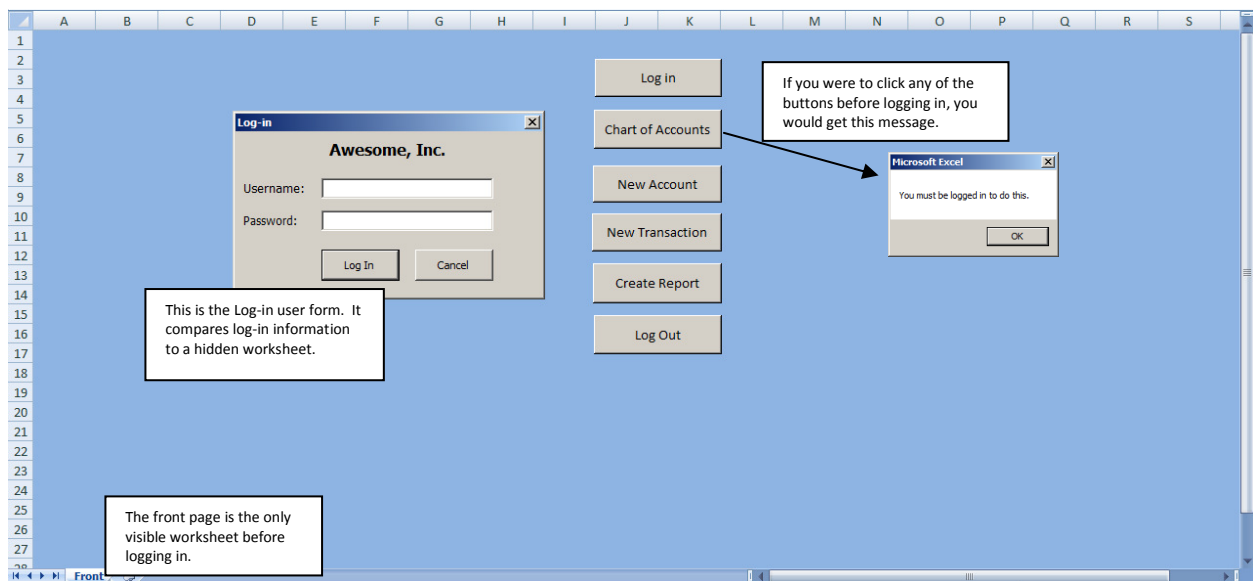 A B C D E F G H I J K L M N O P Q R S
1
2
3
4
5
6
7
8
9
10
11
12
13
14
15
16
17
18
19
20
21
22
23
24
25
26
27
28
Log-in
Awesome, Inc.
Username:
Password:
Log In Cancel
This is the Log-in user form. It
compares log-in information
to a hidden worksheet.
Log in
Chart of Accounts
New Account
New Transaction
Create Report
Log Out
If you were to click any of the
buttons before logging in, you
would get this message.
Microsoft Excel
You must be logged in to do this.
OK
The front page is the only
visible worksheet before
logging in.
Front